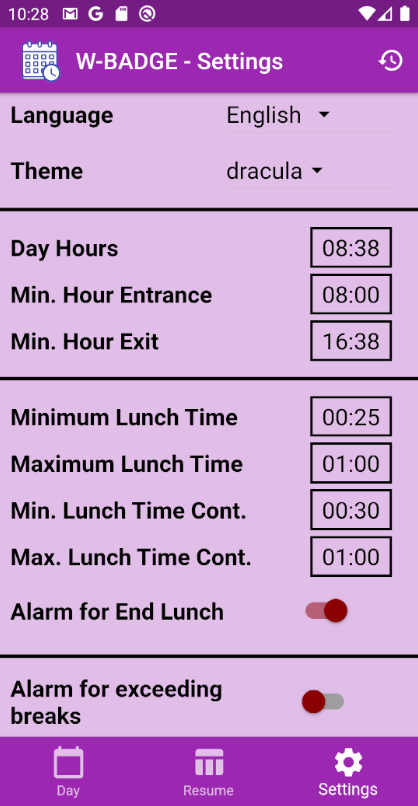 10:28
W-BADGE - Settings
Language English
Theme dracula
Day Hours 08:38
Min. Hour Entrance 08:00
Min. Hour Exit 16:38
Minimum Lunch Time 00:25
Maximum Lunch Time 01:00
Min. Lunch Time Cont. 00:30
Max. Lunch Time Cont. 01:00
Alarm for End Lunch
Alarm for exceeding
breaks
Day Resume Settings